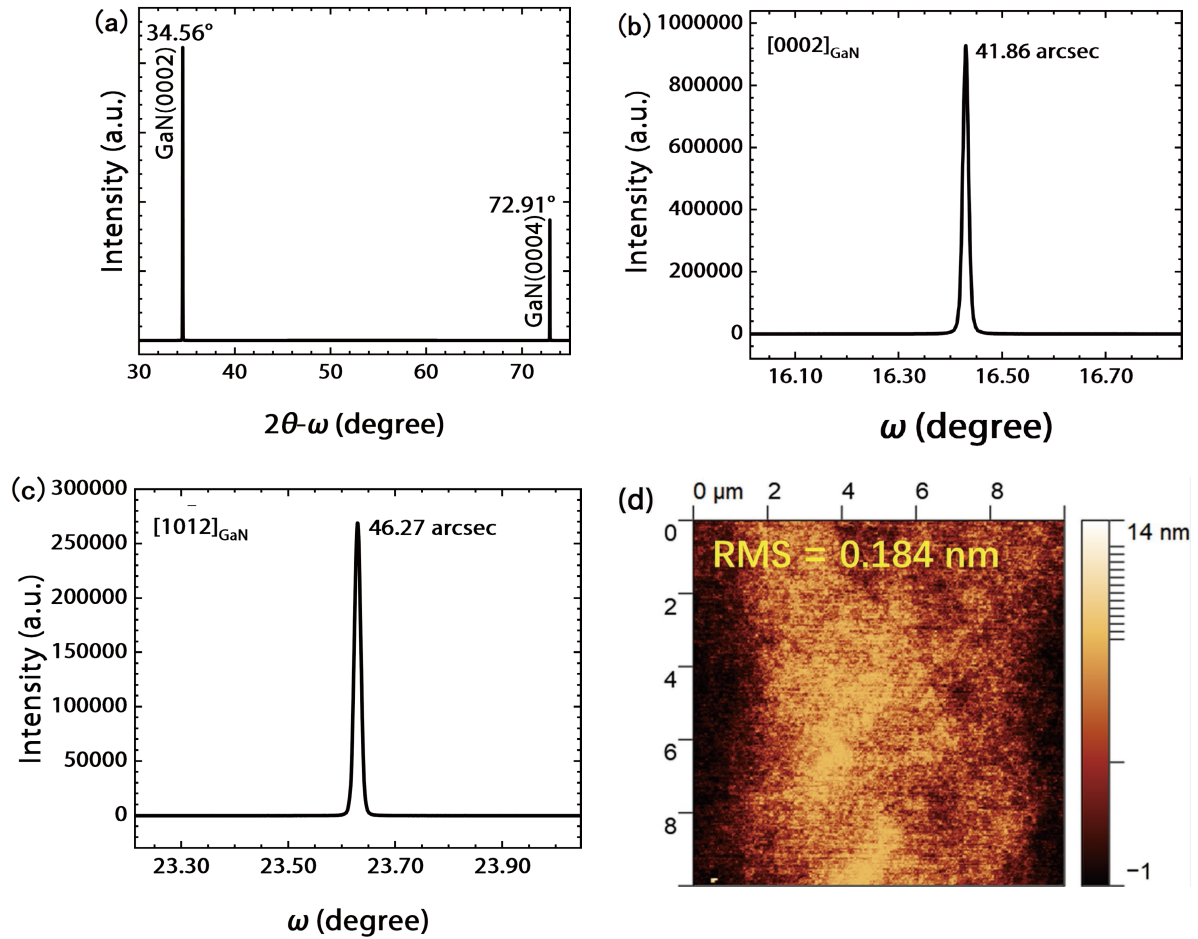 (a)
34.56°
GaN(0002)
72.91°
GaN(0004)
Intensity (a.u.)
30 40 50 60 70
2θ-ω (degree)
(b)
[0002]GaN
41.86 arcsec
1000000
800000
600000
400000
200000
0
Intensity (a.u.)
16.10 16.30 16.50 16.70
ω (degree)
(c)
[101̄2]GaN
46.27 arcsec
300000
250000
200000
150000
100000
50000
0
Intensity (a.u.)
23.30 23.50 23.70 23.90
ω (degree)
(d)
0 μm 2 4 6 8
0
2
4
6
8
RMS = 0.184 nm
14 nm
−1